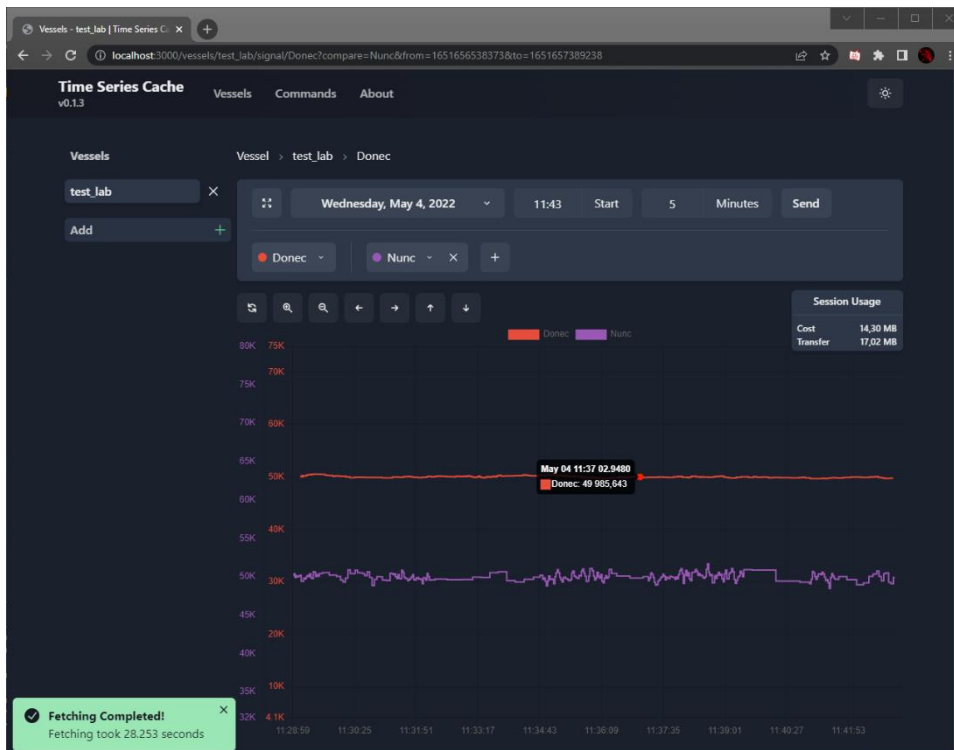 Vessels - test_lab | Time Series Ca
localhost:3000/vessels/test_lab/signal/Donec?compare=Nunc&from=1651656538373&to=1651657389238
Time Series Cache
v0.1.3
Vessels Commands About
Vessels
test_lab
Add
Vessel > test_lab > Donec
Wednesday, May 4, 2022 11:43 Start 5 Minutes Send
Donec Nunc
Session Usage
Cost 14,30 MB
Transfer 17,02 MB
Donec Nunc
80K 75K
70K
75K
70K 60K
65K
50K
60K
55K 40K
50K 30K
45K
20K
40K
35K 10K
32K 4.1K
May 04 11:37 02.9480
Donec: 49 985,643
11:28:59 11:30:25 11:31:51 11:33:17 11:34:43 11:36:09 11:37:35 11:39:01 11:40:27 11:41:53
Fetching Completed!
Fetching took 28.253 seconds